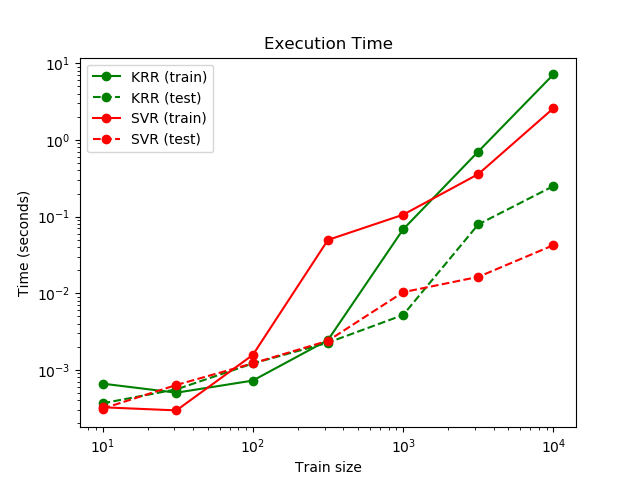 Execution Time
KRR (train)
KRR (test)
SVR (train)
SVR (test)
Time (seconds)
10¹
10⁰
10⁻¹
10⁻²
10⁻³
10¹ 10² 10³ 10⁴
Train size